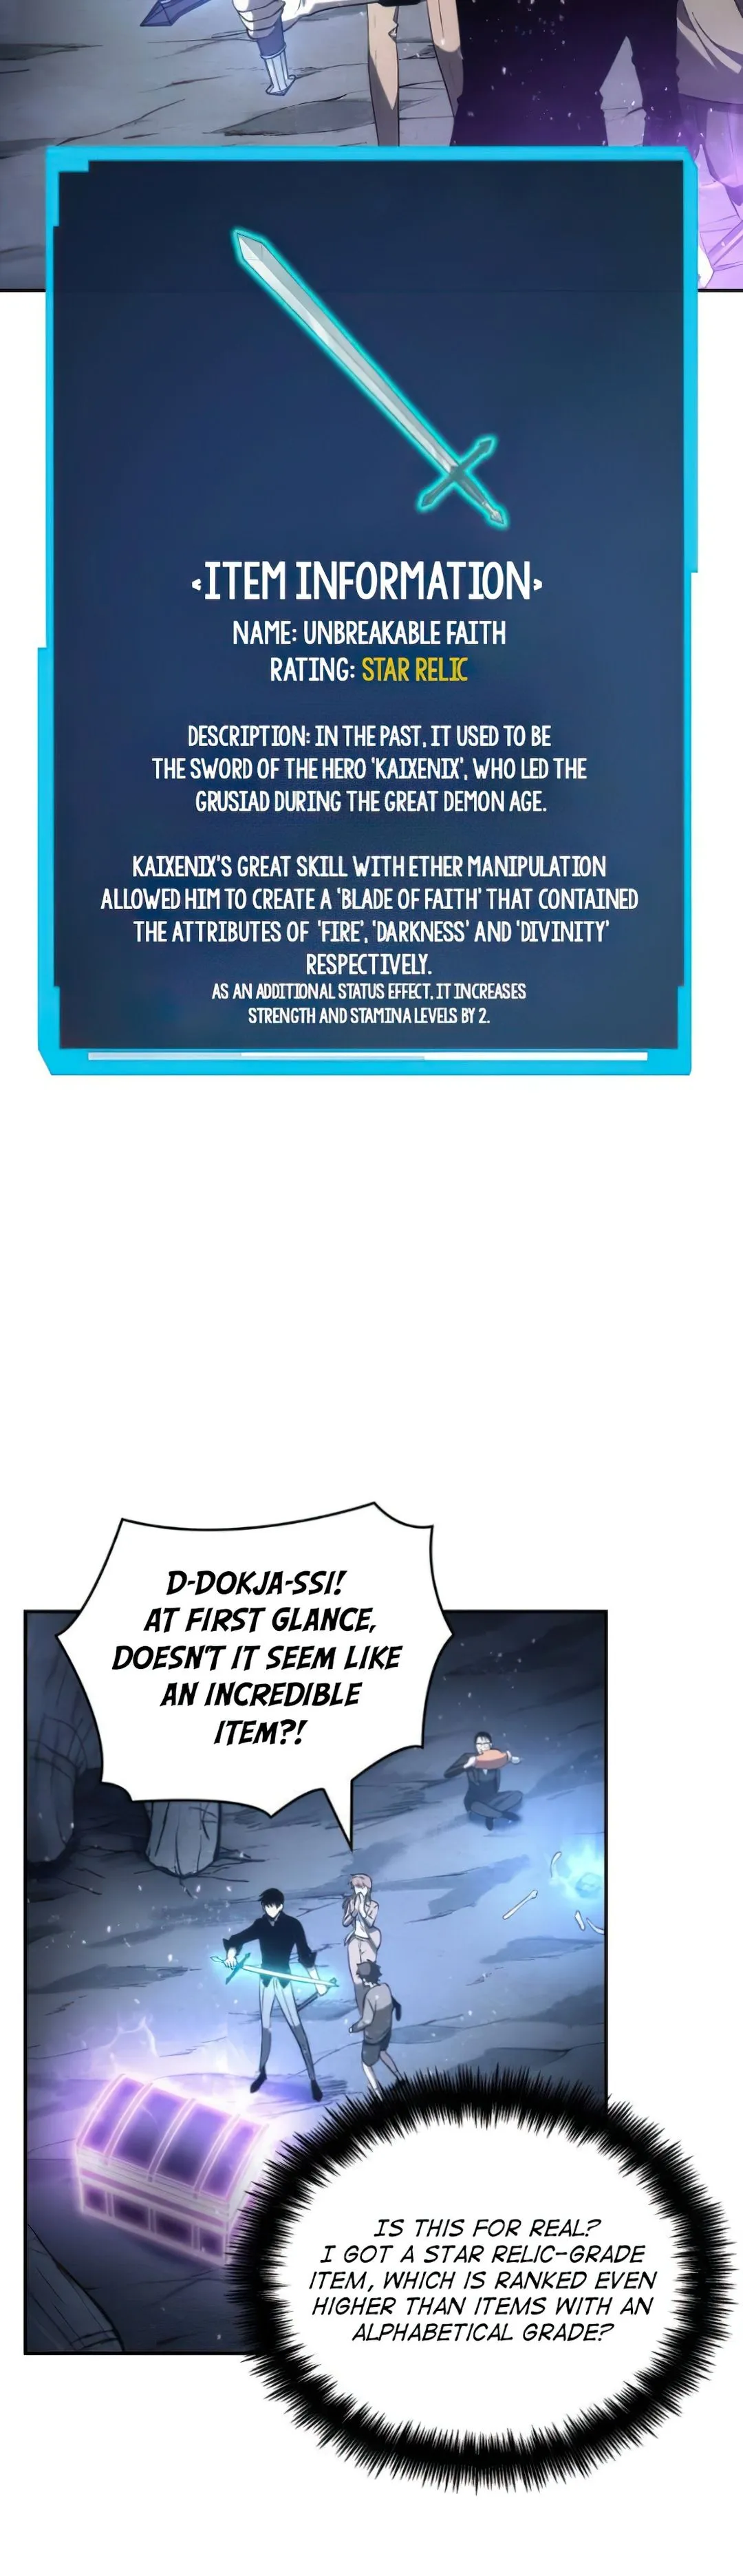 <ITEM INFORMATION>
NAME: UNBREAKABLE FAITH
RATING: STAR RELIC
DESCRIPTION: IN THE PAST, IT USED TO BE
THE SWORD OF THE HERO 'KAIXENIX', WHO LED THE
GRUSIAD DURING THE GREAT DEMON AGE.
KAIXENIX'S GREAT SKILL WITH ETHER MANIPULATION
ALLOWED HIM TO CREATE A 'BLADE OF FAITH' THAT CONTAINED
THE ATTRIBUTES OF 'FIRE', 'DARKNESS' AND 'DIVINITY'
RESPECTIVELY.
AS AN ADDITIONAL STATUS EFFECT, IT INCREASES
STRENGTH AND STAMINA LEVELS BY 2.
D-DOKJA-SSI!
AT FIRST GLANCE,
DOESN'T IT SEEM LIKE
AN INCREDIBLE
ITEM?!
IS THIS FOR REAL?
I GOT A STAR RELIC-GRADE
ITEM, WHICH IS RANKED EVEN
HIGHER THAN ITEMS WITH AN
ALPHABETICAL GRADE?